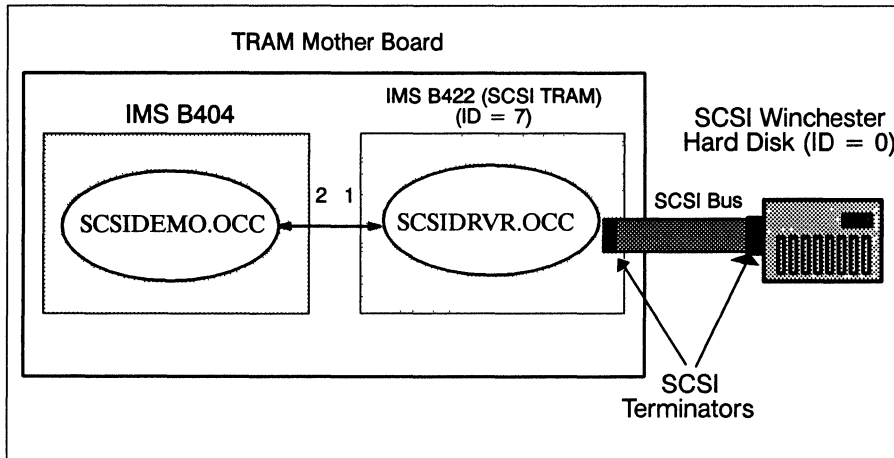 TRAM Mother Board
IMS B404
IMS B422 (SCSI TRAM)
(ID = 7)
SCSI Winchester
Hard Disk (ID = 0)
SCSIDEMO.OCC
2 1
SCSIDRVR.OCC
SCSI Bus
SCSI
Terminators